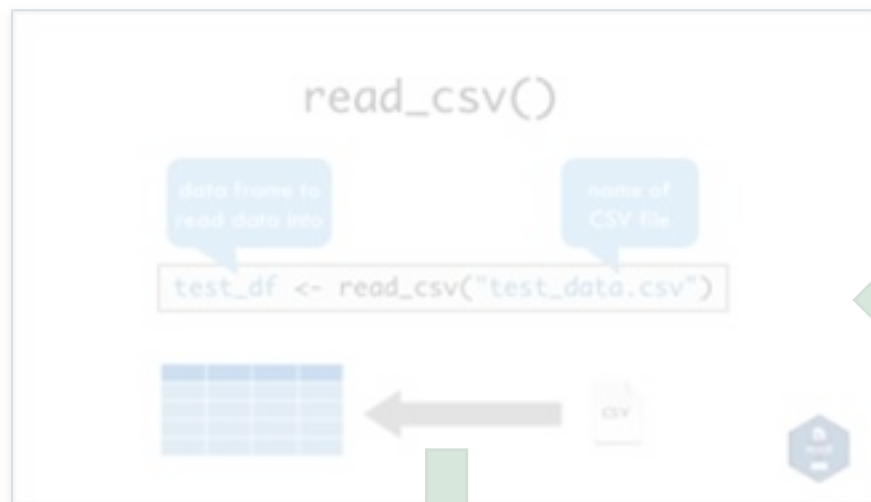 read_csv()
data frame to
read data into
name of
CSV file
test_df <- read_csv("test_data.csv")
CSV